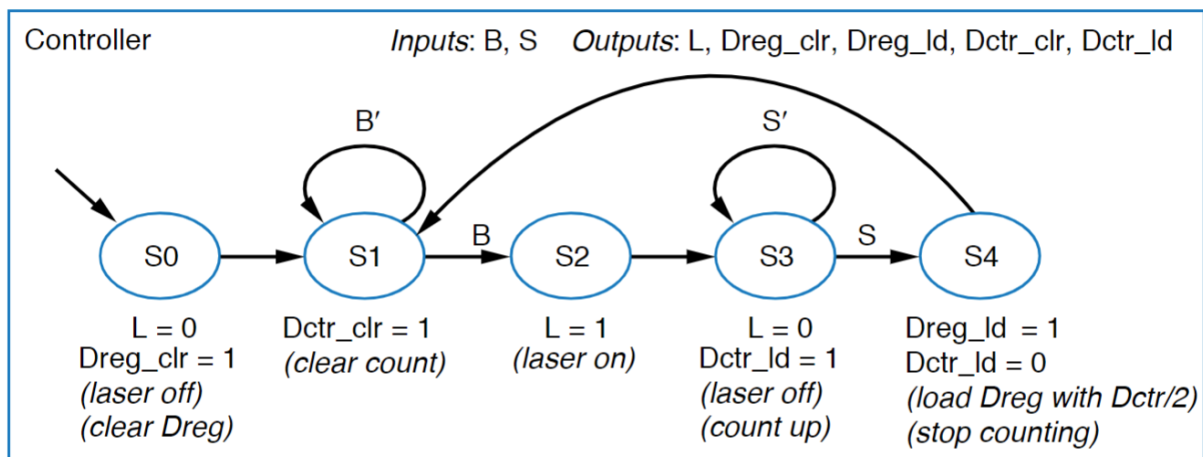 Controller
Inputs: B, S Outputs: L, Dreg_clr, Dreg_ld, Dctr_clr, Dctr_ld
B′
S′
S0
S1
B
S2
S3
S
S4
L = 0
Dreg_clr = 1
(laser off)
(clear Dreg)
Dctr_clr = 1
(clear count)
L = 1
(laser on)
L = 0
Dctr_ld = 1
(laser off)
(count up)
Dreg_ld = 1
Dctr_ld = 0
(load Dreg with Dctr/2)
(stop counting)